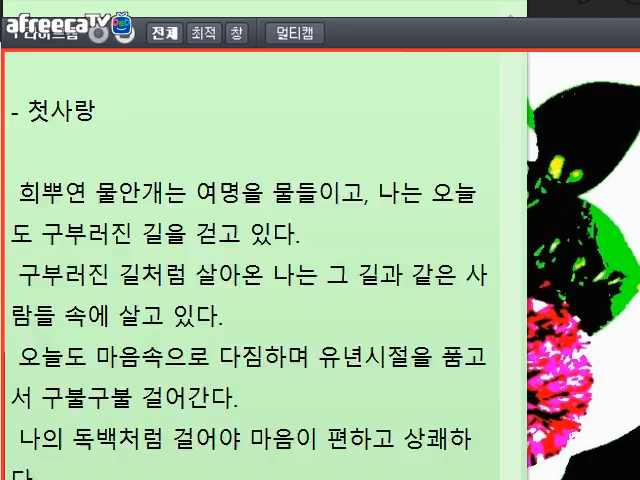 afreecaTV
전체 최적 창 멀티캠
- 첫사랑
희뿌연 물안개는 여명을 물들이고, 나는 오늘
도 구부러진 길을 걷고 있다.
구부러진 길처럼 살아온 나는 그 길과 같은 사
람들 속에 살고 있다.
오늘도 마음속으로 다짐하며 유년시절을 품고
서 구불구불 걸어간다.
나의 독백처럼 걸어야 마음이 편하고 상쾌하
다